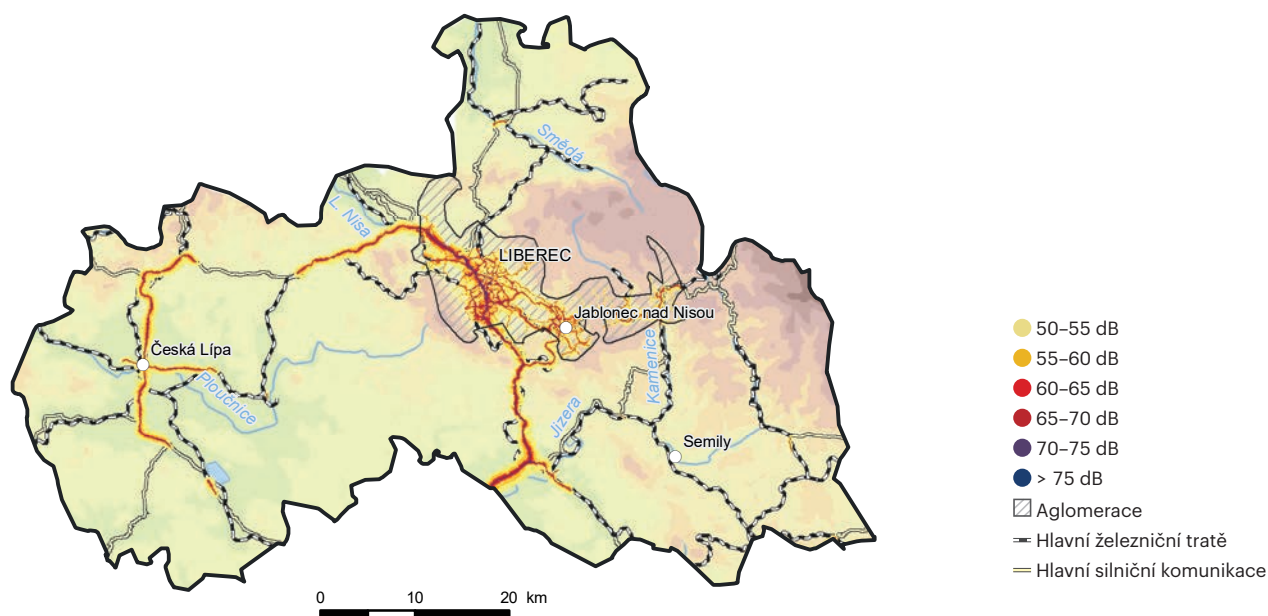 Smědá
L. Nisa
LIBEREC
Jablonec nad Nisou
Česká Lípa
Ploučnice
Kamenice
Jizera
Semily
0 10 20 km
50–55 dB
55–60 dB
60–65 dB
65–70 dB
70–75 dB
> 75 dB
Aglomerace
Hlavní železniční tratě
Hlavní silniční komunikace